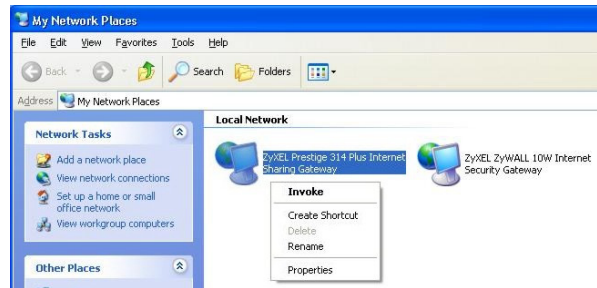 My Network Places
File Edit View Favorites Tools Help
Back Search Folders
Address My Network Places
Network Tasks
Add a network place
View network connections
Set up a home or small
office network
View workgroup computers
Other Places
Local Network
ZyXEL Prestige 314 Plus Internet
Sharing Gateway
ZyXEL ZyWALL 10W Internet
Security Gateway
Invoke
Create Shortcut
Delete
Rename
Properties